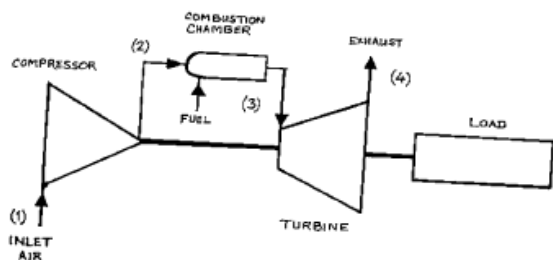 COMBUSTION
CHAMBER
(2)
EXHAUST
COMPRESSOR
(4)
(3)
FUEL
LOAD
(1)
TURBINE
INLET
AIR